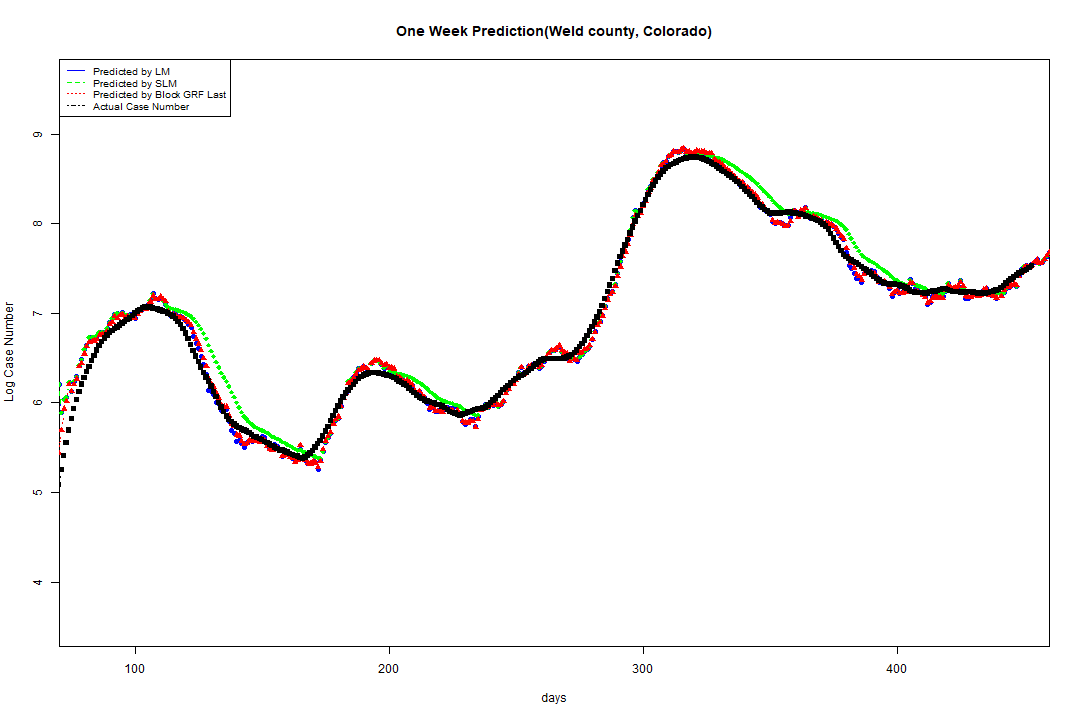 One Week Prediction(Weld county, Colorado)
Predicted by LM
Predicted by SLM
Predicted by Block GRF Last
Actual Case Number
9
8
7
6
5
4
Log Case Number
100 200 300 400
days